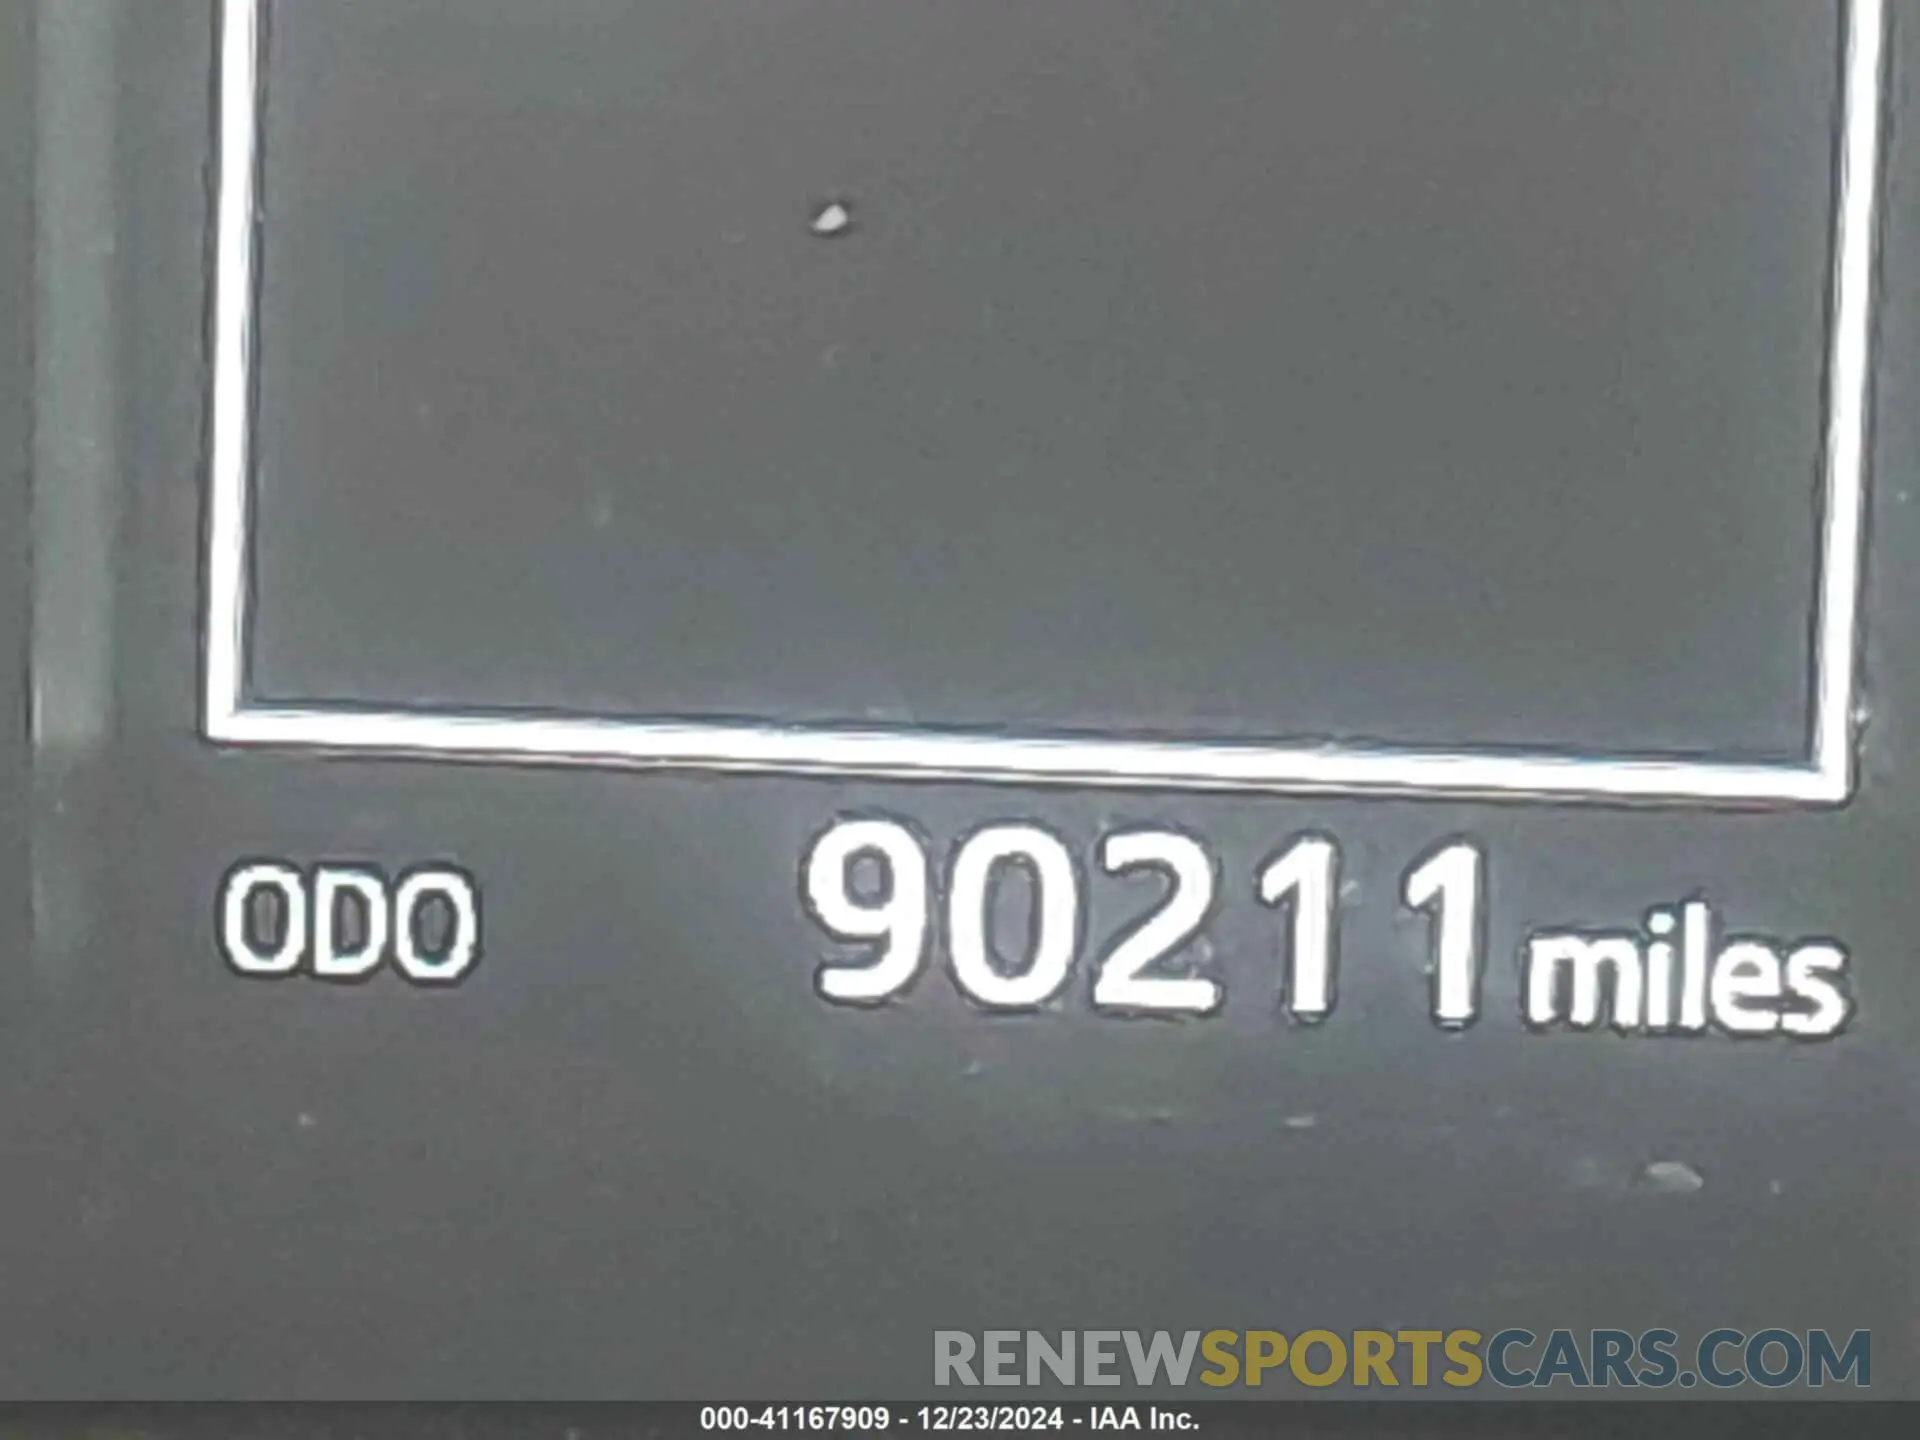 ODO 90211 miles
RENEWSPORTSCARS.COM
000-41167909 - 12/23/2024 - IAA Inc.